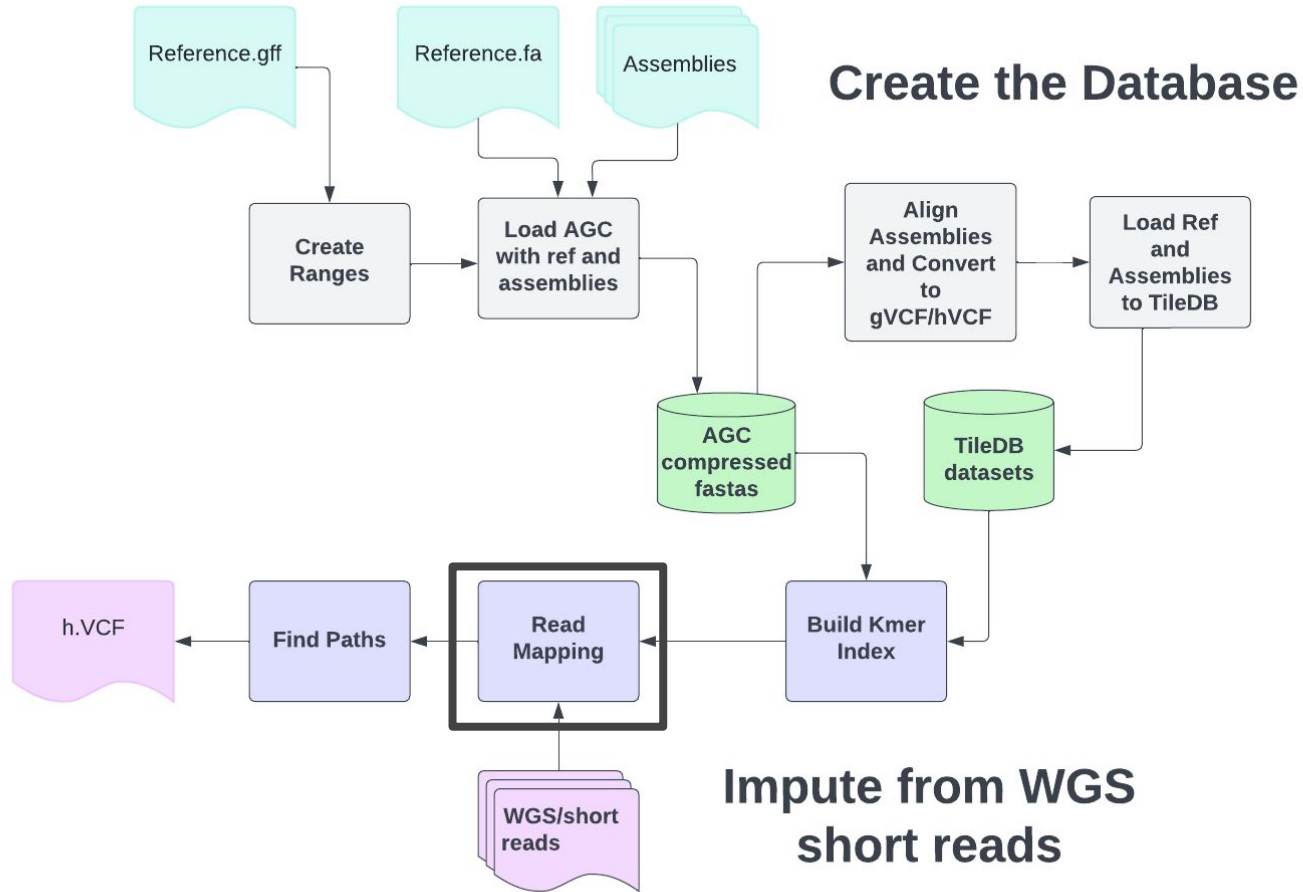 Reference.gff
Reference.fa
Assemblies
Create the Database
Create
Ranges
Load AGC
with ref and
assemblies
Align
Assemblies
and Convert
to
gVCF/hVCF
Load Ref
and
Assemblies
to TileDB
AGC
compressed
fastas
TileDB
datasets
h.VCF
Find Paths
Read
Mapping
Build Kmer
Index
WGS/short
reads
Impute from WGS
short reads